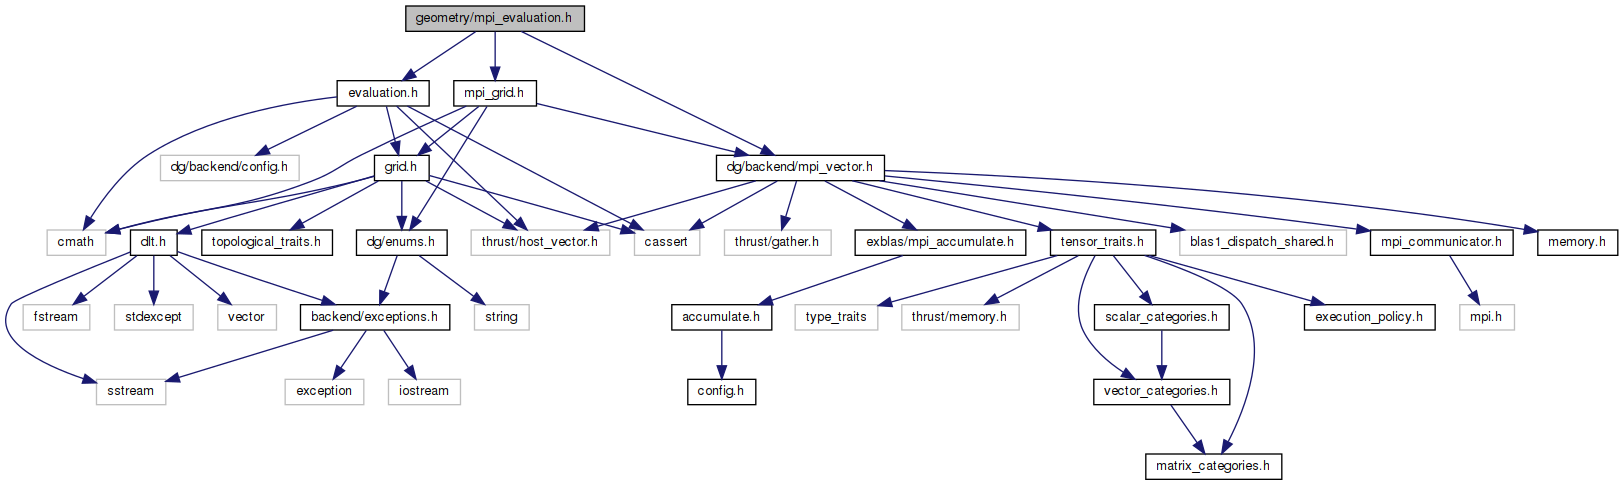 geometry/mpi_evaluation.h
evaluation.h
mpi_grid.h
dg/backend/config.h
grid.h
dg/backend/mpi_vector.h
cmath
dlt.h
topological_traits.h
dg/enums.h
thrust/host_vector.h
cassert
thrust/gather.h
exblas/mpi_accumulate.h
tensor_traits.h
blas1_dispatch_shared.h
mpi_communicator.h
memory.h
fstream
stdexcept
vector
backend/exceptions.h
string
accumulate.h
type_traits
thrust/memory.h
scalar_categories.h
execution_policy.h
mpi.h
sstream
exception
iostream
config.h
vector_categories.h
matrix_categories.h